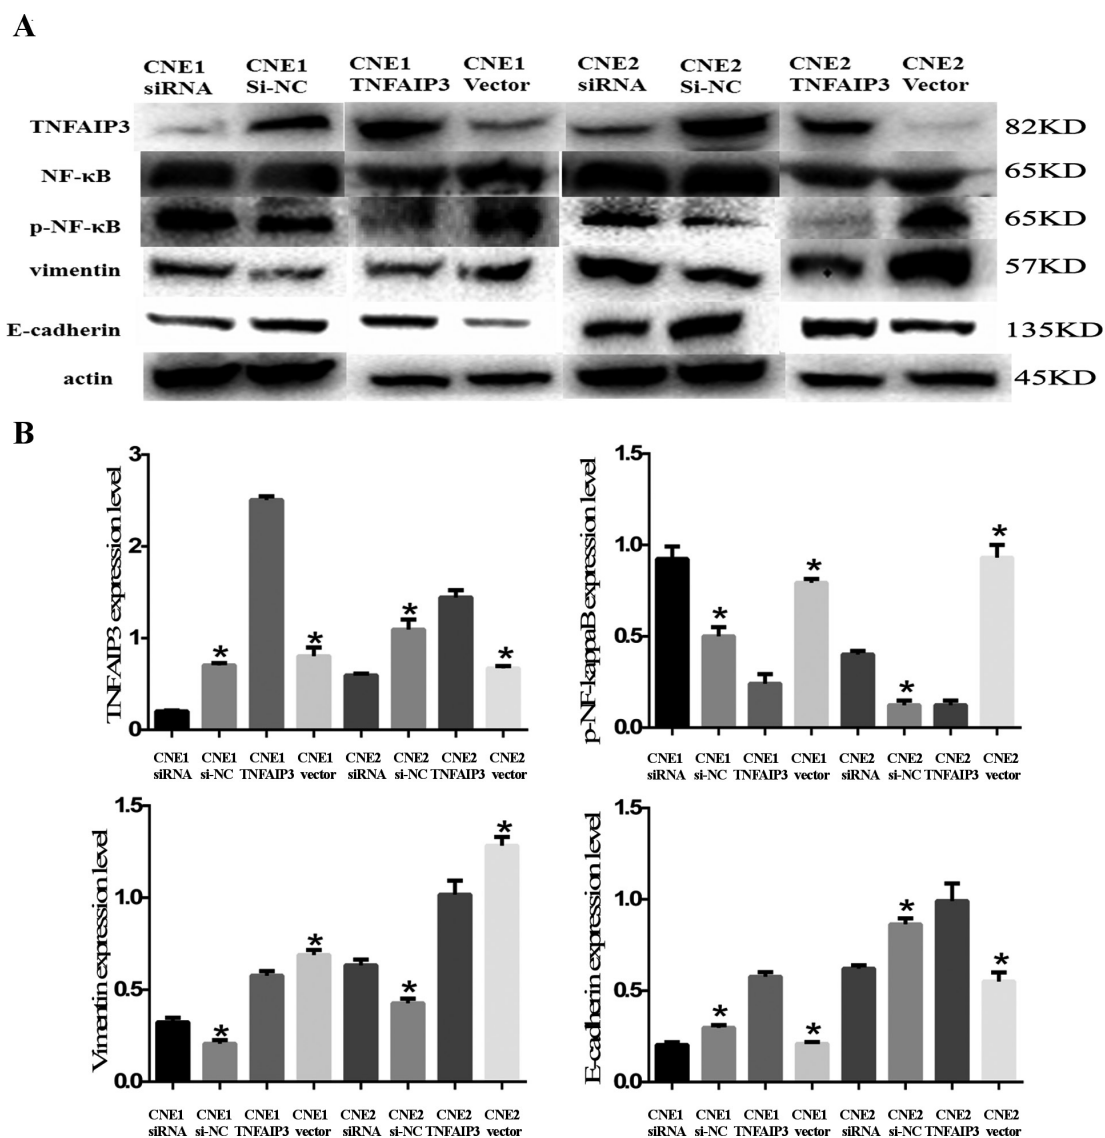 A
CNE1 CNE1 CNE1 CNE1 CNE2 CNE2 CNE2 CNE2
siRNA Si-NC TNFAIP3 Vector siRNA Si-NC TNFAIP3 Vector
TNFAIP3 82KD
NF-κB 65KD
p-NF-κB 65KD
vimentin 57KD
E-cadherin 135KD
actin 45KD
B
TNFAIP3 expression level
3
2
1
0
CNE1 CNE1 CNE1 CNE1 CNE2 CNE2 CNE2 CNE2
siRNA si-NC TNFAIP3 vector siRNA si-NC TNFAIP3 vector
* * * *
p-NF-kappaB expression level
1.5
1.0
0.5
0.0
CNE1 CNE1 CNE1 CNE1 CNE2 CNE2 CNE2 CNE2
siRNA si-NC TNFAIP3 vector siRNA si-NC TNFAIP3 vector
* * * *
Vimentin expression level
1.5
1.0
0.5
0.0
CNE1 CNE1 CNE1 CNE1 CNE2 CNE2 CNE2 CNE2
siRNA si-NC TNFAIP3 vector siRNA si-NC TNFAIP3 vector
* * * *
E-cadherin expression level
1.5
1.0
0.5
0.0
CNE1 CNE1 CNE1 CNE1 CNE2 CNE2 CNE2 CNE2
siRNA si-NC TNFAIP3 vector siRNA si-NC TNFAIP3 vector
* * * *